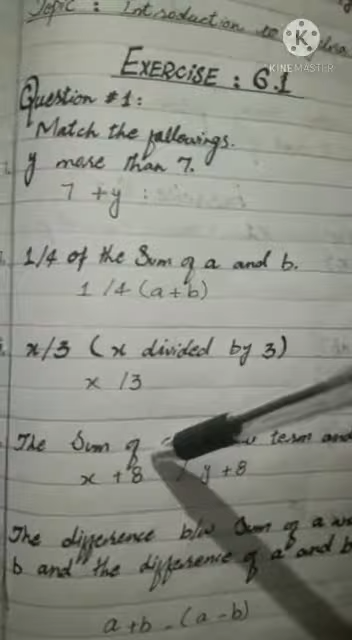 Topic : Introduction to
K
KINEMASTER
EXERCISE : 6.1
Question #1:
Match the followings.
y more than 7.
7 + y :
1/4 of the Sum of a and b.
1/4 (a+b)
x/3 (x divided by 3)
x /3
The Sum of term and
x + 8 y + 8
The difference b/w Sum of a
b and the difference of a and b
a+b - (a-b)